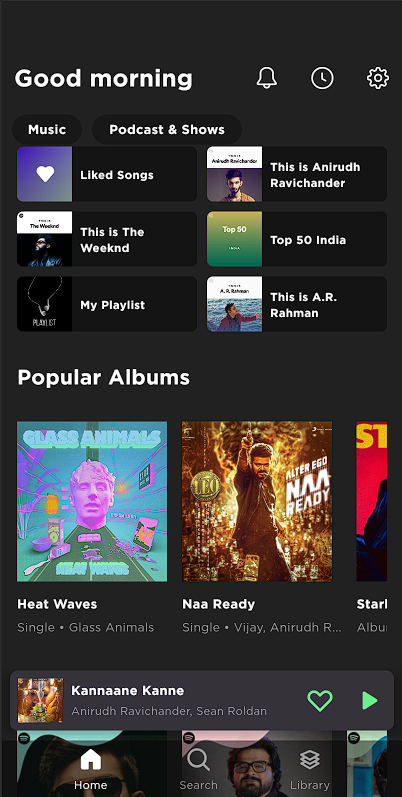 Good morning
Music
Podcast & Shows
Liked Songs
THIS IS
Anirudh Ravichander
This is Anirudh
Ravichander
THIS IS
The Weeknd
This is The
Weeknd
Top 50
INDIA
Top 50 India
PLAYLIST
My Playlist
THIS IS
A. R. Rahman
This is A.R.
Rahman
Popular Albums
GLASS ANIMALS
HEAT WAVES
LEO
ALTER EGO
NAA
READY
ST
Heat Waves
Single • Glass Animals
Naa Ready
Single • Vijay, Anirudh R...
Starl
Albu
Kannaane Kanne
Anirudh Ravichander, Sean Roldan
Home
Search
Library